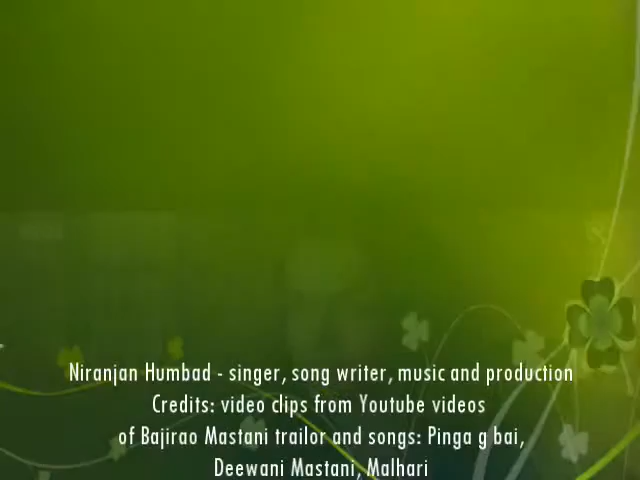 Niranjan Humbad - singer, song writer, music and production
Credits: video clips from Youtube videos
of Bajirao Mastani trailor and songs: Pinga g bai,
Deewani Mastani, Malhari